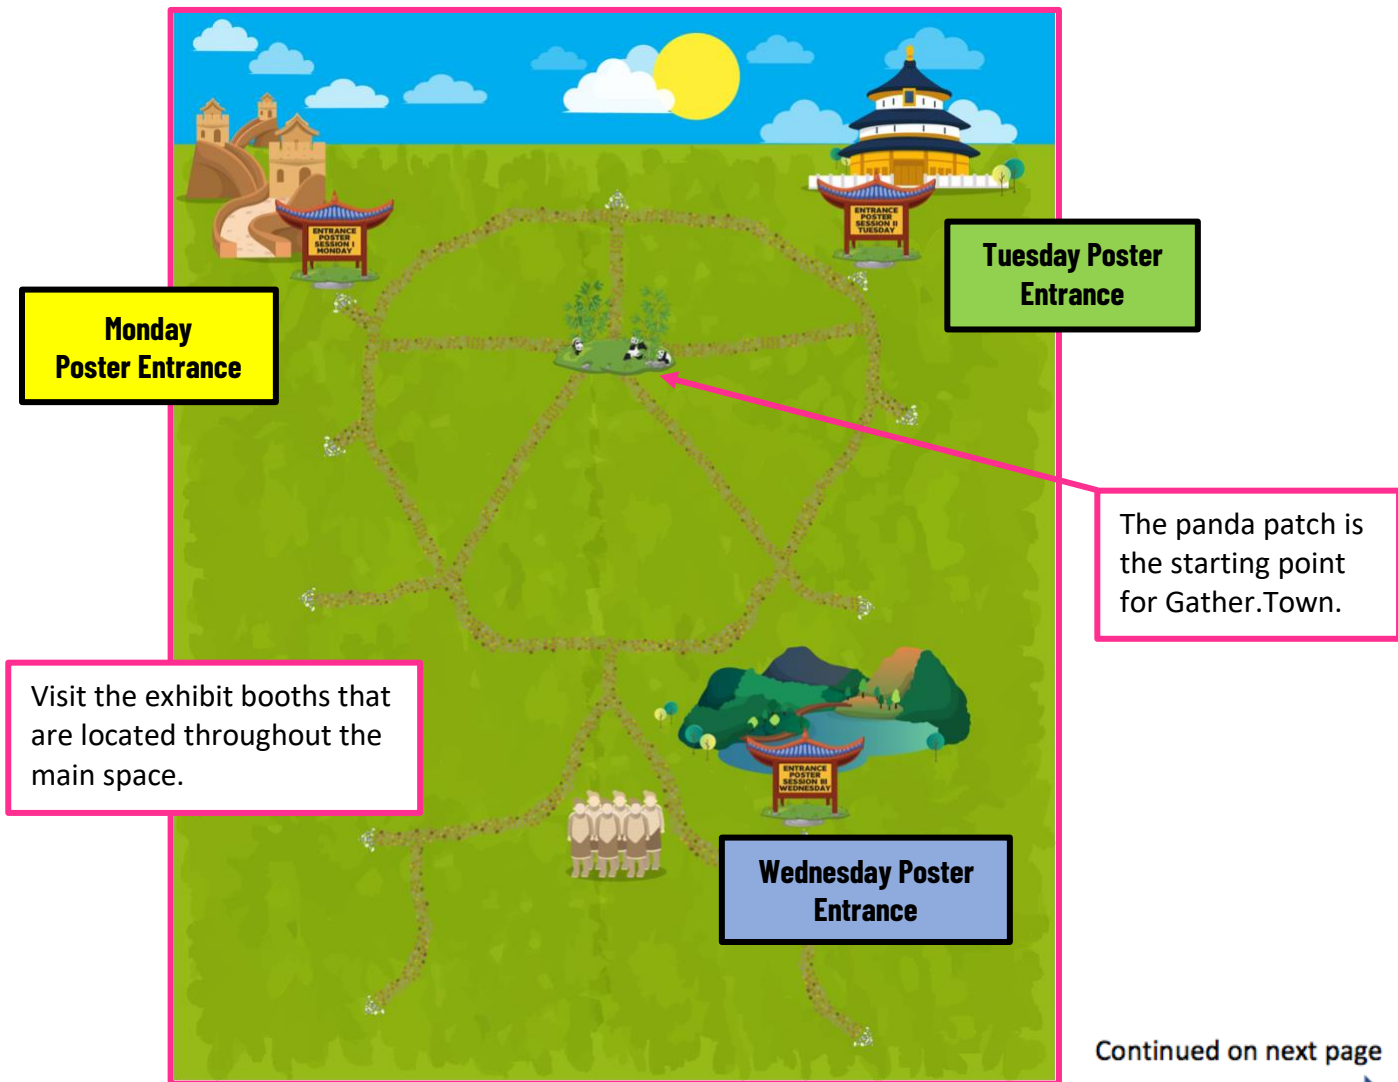 ENTRANCE
POSTER
SESSION I
MONDAY
ENTRANCE
POSTER
SESSION II
TUESDAY
Tuesday Poster
Entrance
Monday
Poster Entrance
The panda patch is
the starting point
for Gather.Town.
Visit the exhibit booths that
are located throughout the
main space.
ENTRANCE
POSTER
SESSION III
WEDNESDAY
Wednesday Poster
Entrance
Continued on next page